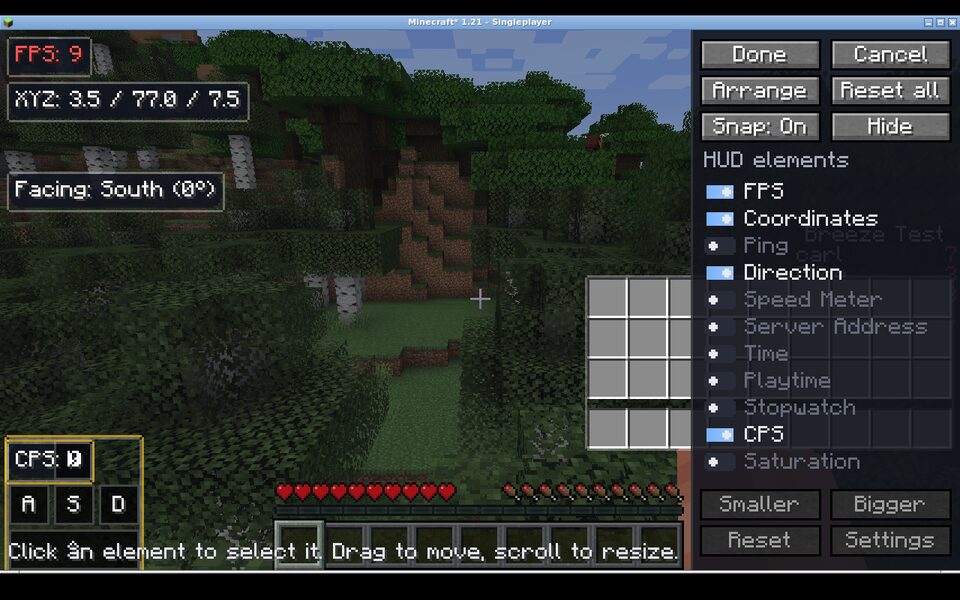 Minecraft* 1.21 - Singleplayer
FPS: 9
XYZ: 3.5 / 77.0 / 7.5
Facing: South (0°)
Done
Cancel
Arrange
Reset all
Snap: On
Hide
HUD elements
FPS
Coordinates
Breeze Test
Ping
carl
Direction
Speed Meter
Server Address
Time
Playtime
Stopwatch
CPS
Saturation
CPS: 0
A S D
Click an element to select it. Drag to move, scroll to resize.
Smaller
Bigger
Reset
Settings